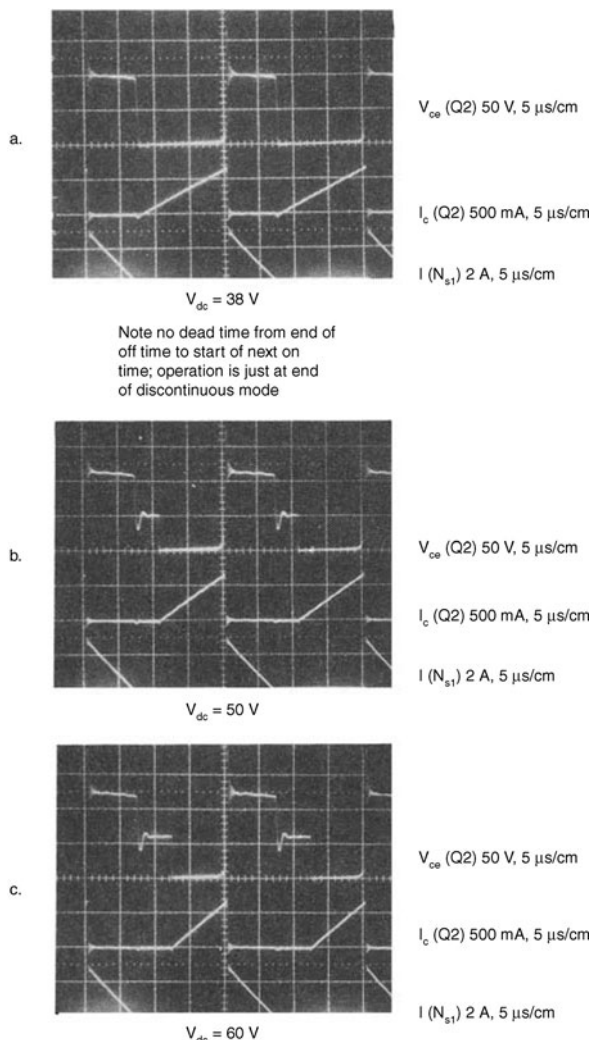 a.
V_ce (Q2) 50 V, 5 μs/cm
I_c (Q2) 500 mA, 5 μs/cm
I (N_s1) 2 A, 5 μs/cm
V_dc = 38 V
Note no dead time from end of
off time to start of next on
time; operation is just at end
of discontinuous mode
b.
V_ce (Q2) 50 V, 5 μs/cm
I_c (Q2) 500 mA, 5 μs/cm
I (N_s1) 2 A, 5 μs/cm
V_dc = 50 V
c.
V_ce (Q2) 50 V, 5 μs/cm
I_c (Q2) 500 mA, 5 μs/cm
I (N_s1) 2 A, 5 μs/cm
V_dc = 60 V